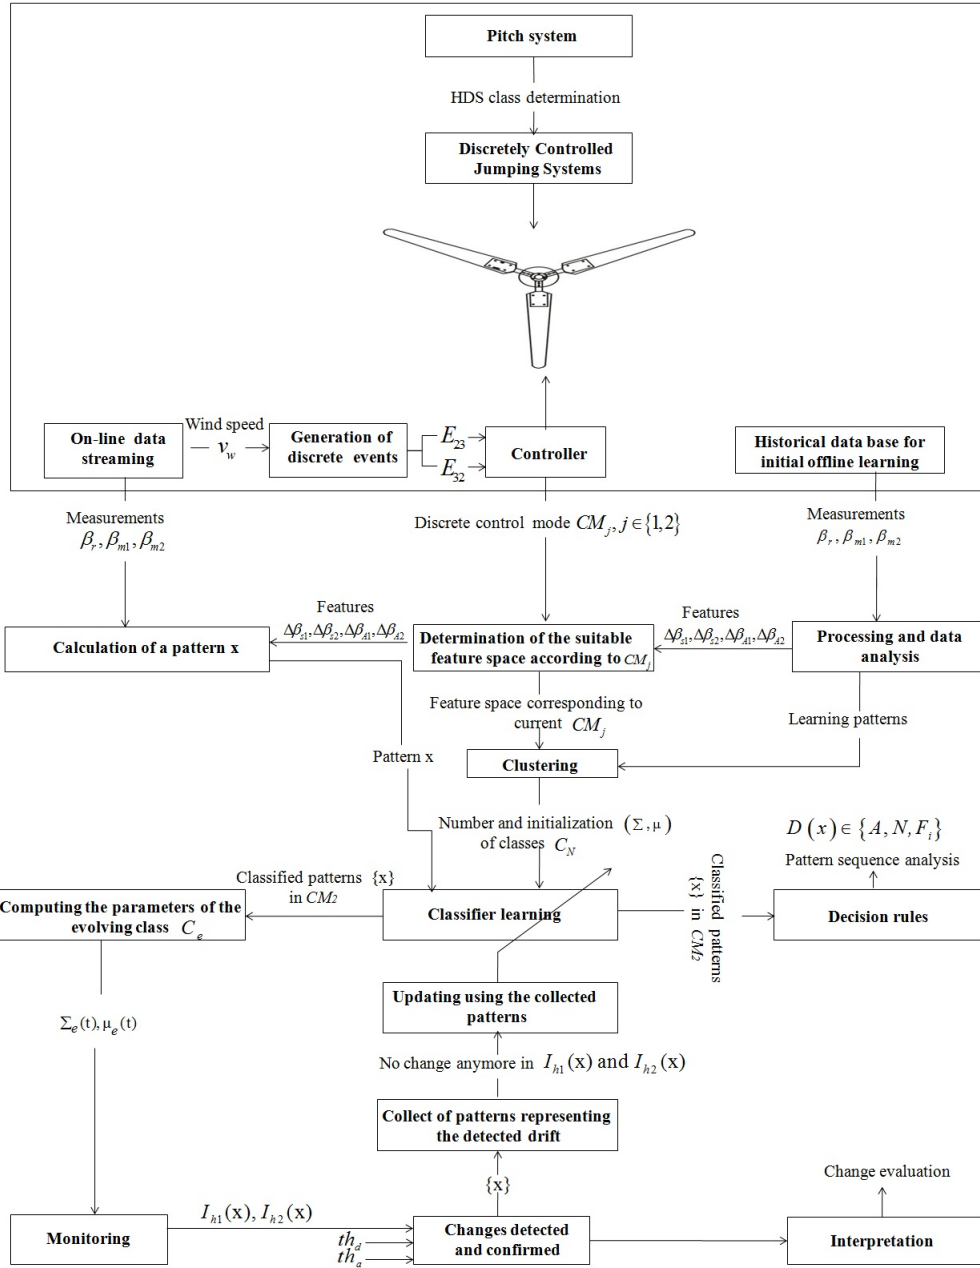 Pitch system
HDS class determination
Discretely Controlled
Jumping Systems
On-line data
streaming
Wind speed
v_w
Generation of
discrete events
E_23
E_32
Controller
Historical data base for
initial offline learning
Measurements
β_r, β_m1, β_m2
Discrete control mode CM_j, j∈{1,2}
Measurements
β_r, β_m1, β_m2
Calculation of a pattern x
Features
Δβ_s1, Δβ_s2, Δβ_A1, Δβ_A2
Determination of the suitable
feature space according to CM_j
Features
Δβ_s1, Δβ_s2, Δβ_A1, Δβ_A2
Processing and data
analysis
Feature space corresponding to
current CM_j
Learning patterns
Pattern x
Clustering
Number and initialization (Σ, μ)
of classes C_N
D(x)∈{A, N, F_i}
Pattern sequence analysis
Computing the parameters of the
evolving class C_e
Classified patterns {x}
in CM2
Classifier learning
Classified patterns
{x} in CM2
Decision rules
Updating using the collected
patterns
Σ_e(t), μ_e(t)
No change anymore in I_h1(x) and I_h2(x)
Collect of patterns representing
the detected drift
{x}
Change evaluation
Monitoring
I_h1(x), I_h2(x)
th_d
th_a
Changes detected
and confirmed
Interpretation